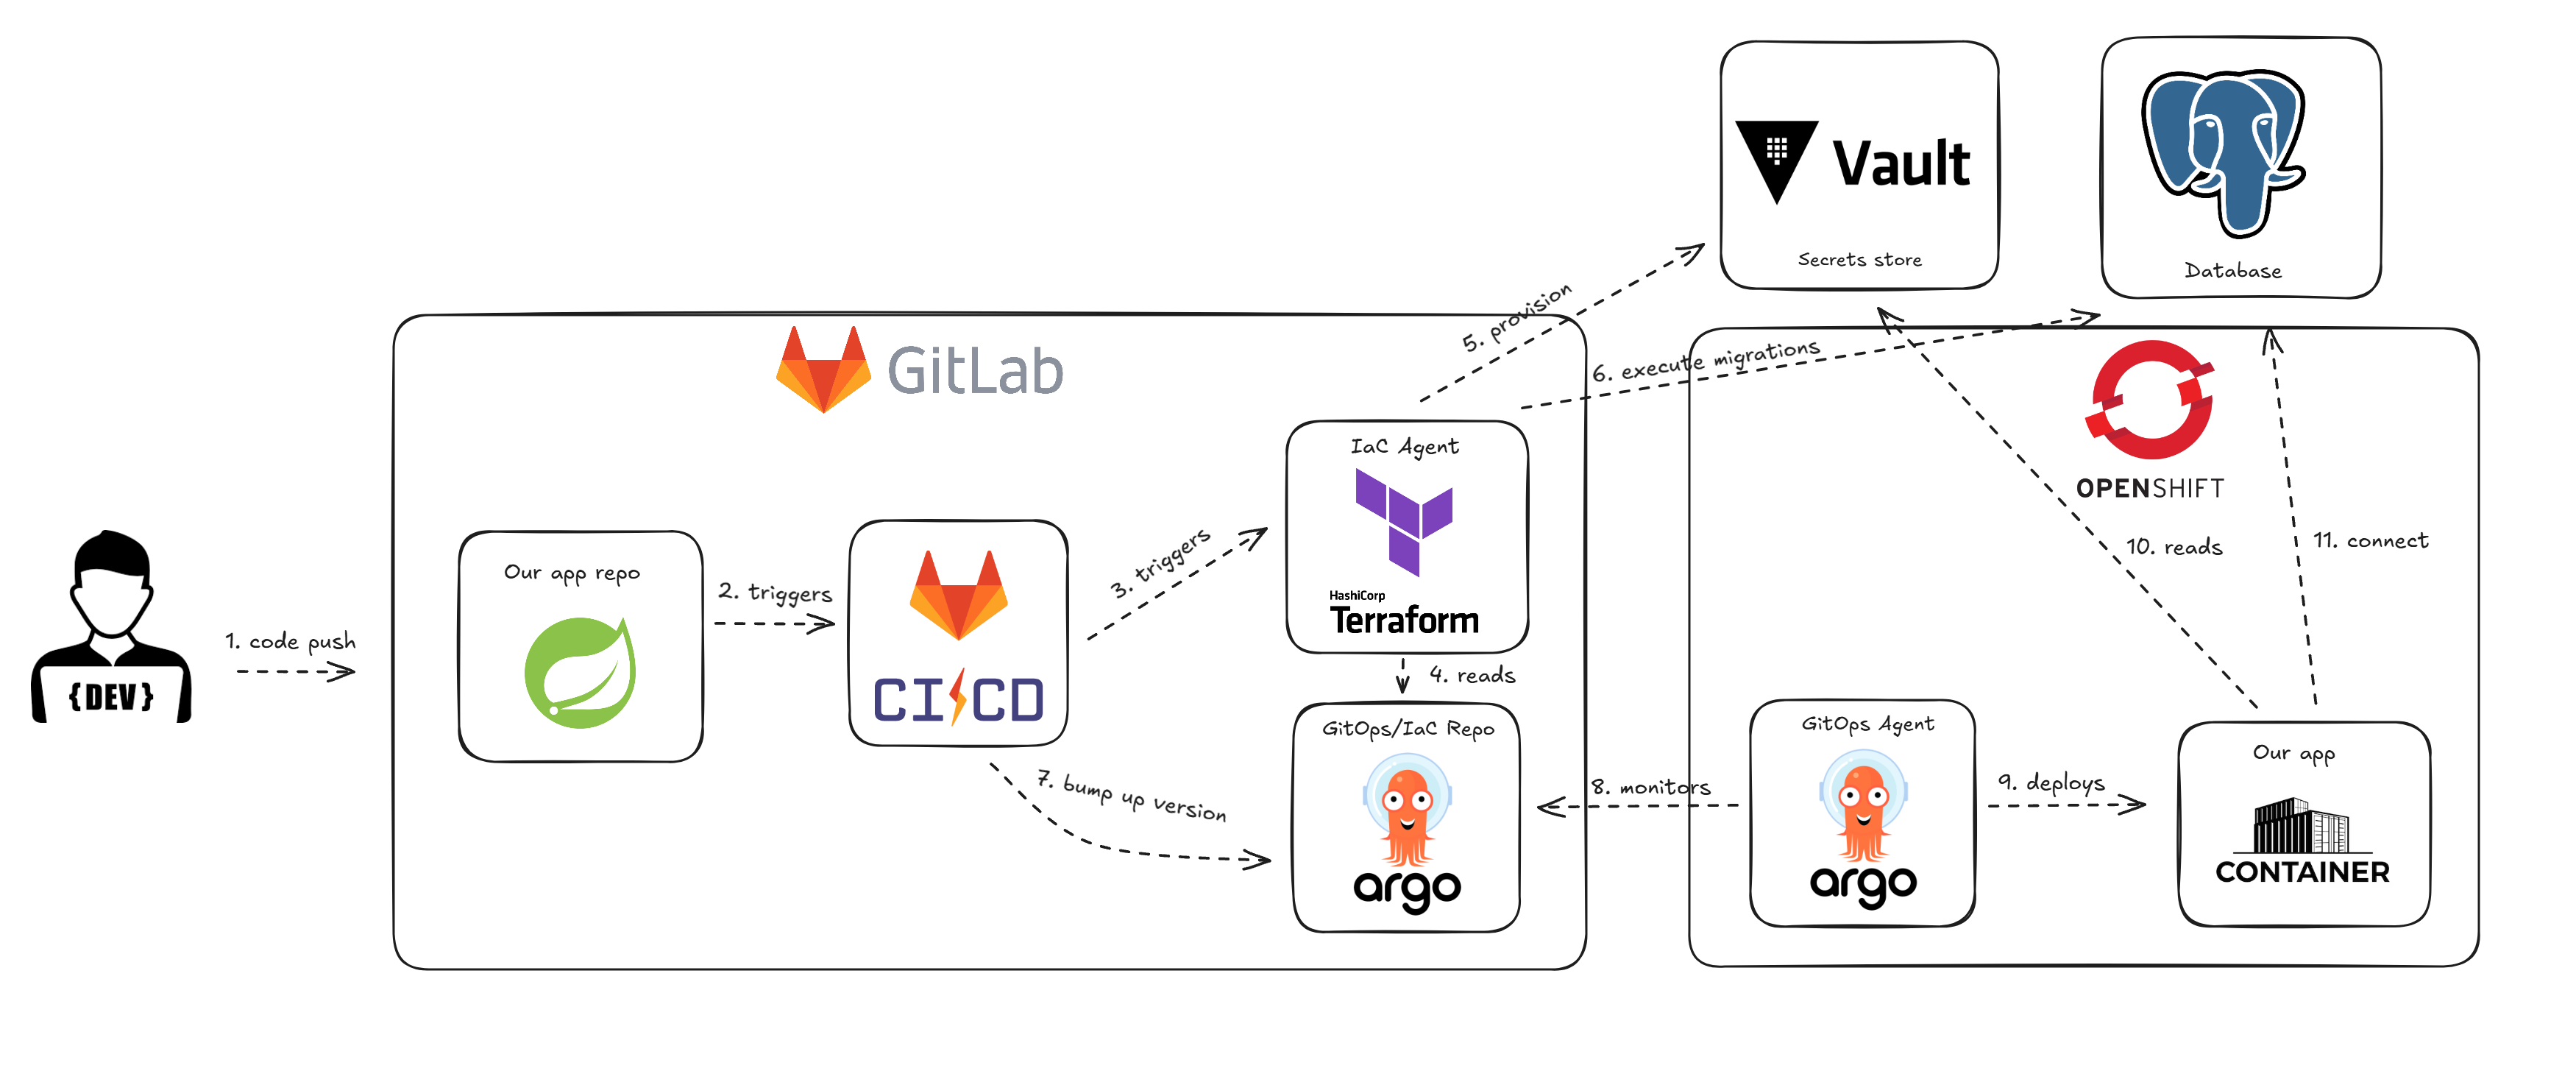 Vault
Secrets store
Database
GitLab
5. provision
6. execute migrations
OPENSHIFT
IaC Agent
HashiCorp
Terraform
Our app repo
2. triggers
CI CD
3. triggers
4. reads
10. reads
11. connect
1. code push
{DEV}
GitOps/IaC Repo
argo
7. bump up version
8. monitors
GitOps Agent
argo
9. deploys
Our app
CONTAINER